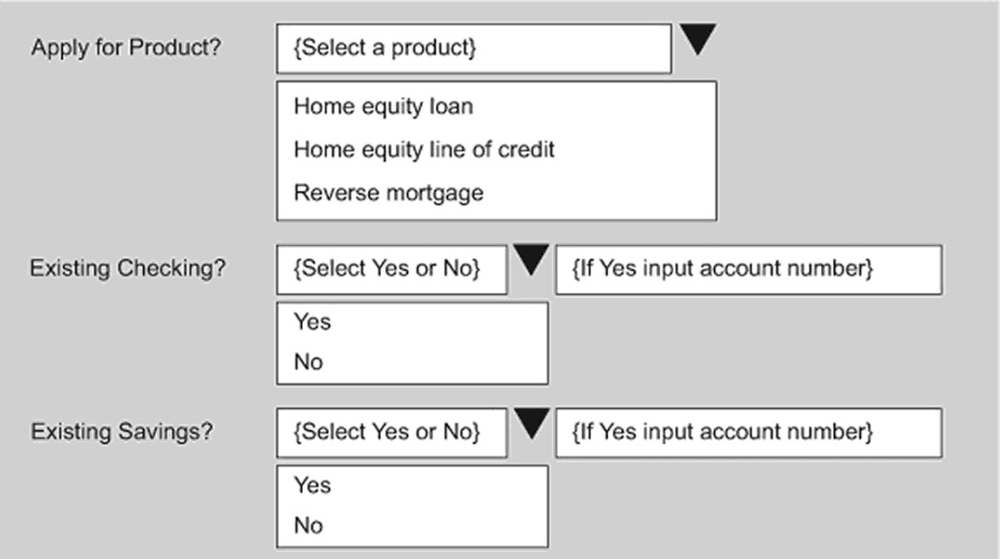 Apply for Product? {Select a product}
Home equity loan
Home equity line of credit
Reverse mortgage
Existing Checking? {Select Yes or No} {If Yes input account number}
Yes
No
Existing Savings? {Select Yes or No} {If Yes input account number}
Yes
No